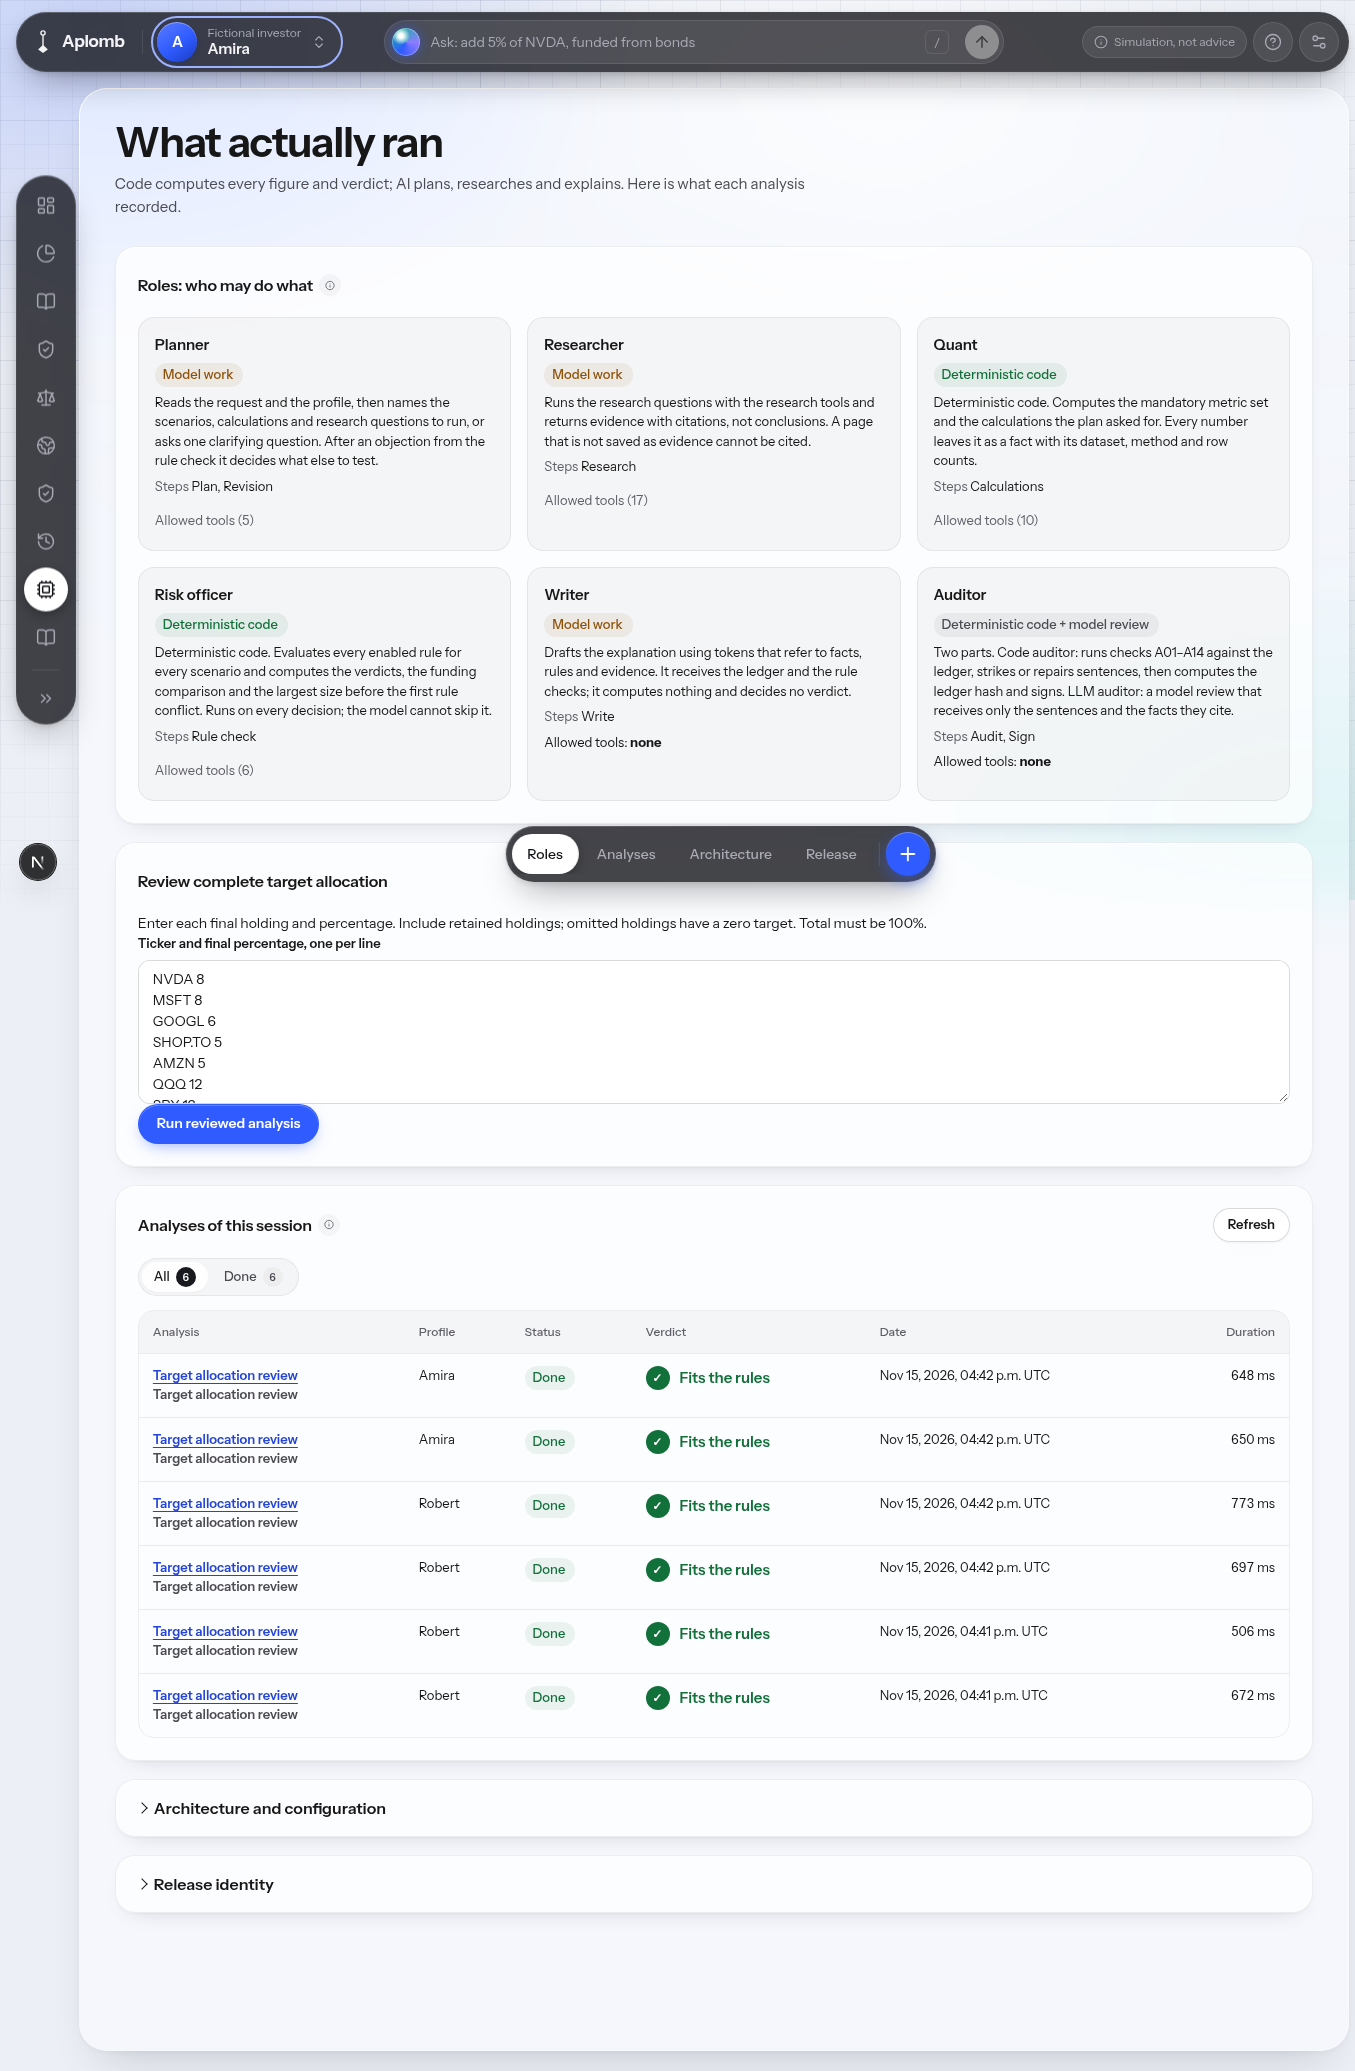 Aplomb
A
Fictional investor
Amira
Ask: add 5% of NVDA, funded from bonds
/
Simulation, not advice
What actually ran
Code computes every figure and verdict; AI plans, researches and explains. Here is what each analysis
recorded.
Roles: who may do what
Planner
Model work
Reads the request and the profile, then names the
scenarios, calculations and research questions to run, or
asks one clarifying question. After an objection from the
rule check it decides what else to test.
Steps Plan, Revision
Allowed tools (5)
Researcher
Model work
Runs the research questions with the research tools and
returns evidence with citations, not conclusions. A page
that is not saved as evidence cannot be cited.
Steps Research
Allowed tools (17)
Quant
Deterministic code
Deterministic code. Computes the mandatory metric set
and the calculations the plan asked for. Every number
leaves it as a fact with its dataset, method and row
counts.
Steps Calculations
Allowed tools (10)
Risk officer
Deterministic code
Deterministic code. Evaluates every enabled rule for
every scenario and computes the verdicts, the funding
comparison and the largest size before the first rule
conflict. Runs on every decision; the model cannot skip it.
Steps Rule check
Allowed tools (6)
Writer
Model work
Drafts the explanation using tokens that refer to facts,
rules and evidence. It receives the ledger and the rule
checks; it computes nothing and decides no verdict.
Steps Write
Allowed tools: none
Auditor
Deterministic code + model review
Two parts. Code auditor: runs checks A01–A14 against the
ledger, strikes or repairs sentences, then computes the
ledger hash and signs. LLM auditor: a model review that
receives only the sentences and the facts they cite.
Steps Audit, Sign
Allowed tools: none
Roles
Analyses
Architecture
Release
N
Review complete target allocation
Enter each final holding and percentage. Include retained holdings; omitted holdings have a zero target. Total must be 100%.
Ticker and final percentage, one per line
NVDA 8
MSFT 8
GOOGL 6
SHOP.TO 5
AMZN 5
QQQ 12
Run reviewed analysis
Analyses of this session
Refresh
All 6
Done 6
Analysis Profile Status Verdict Date Duration
Target allocation review Amira Done Fits the rules Nov 15, 2026, 04:42 p.m. UTC 648 ms
Target allocation review
Target allocation review Amira Done Fits the rules Nov 15, 2026, 04:42 p.m. UTC 650 ms
Target allocation review
Target allocation review Robert Done Fits the rules Nov 15, 2026, 04:42 p.m. UTC 773 ms
Target allocation review
Target allocation review Robert Done Fits the rules Nov 15, 2026, 04:42 p.m. UTC 697 ms
Target allocation review
Target allocation review Robert Done Fits the rules Nov 15, 2026, 04:41 p.m. UTC 506 ms
Target allocation review
Target allocation review Robert Done Fits the rules Nov 15, 2026, 04:41 p.m. UTC 672 ms
Target allocation review
Architecture and configuration
Release identity